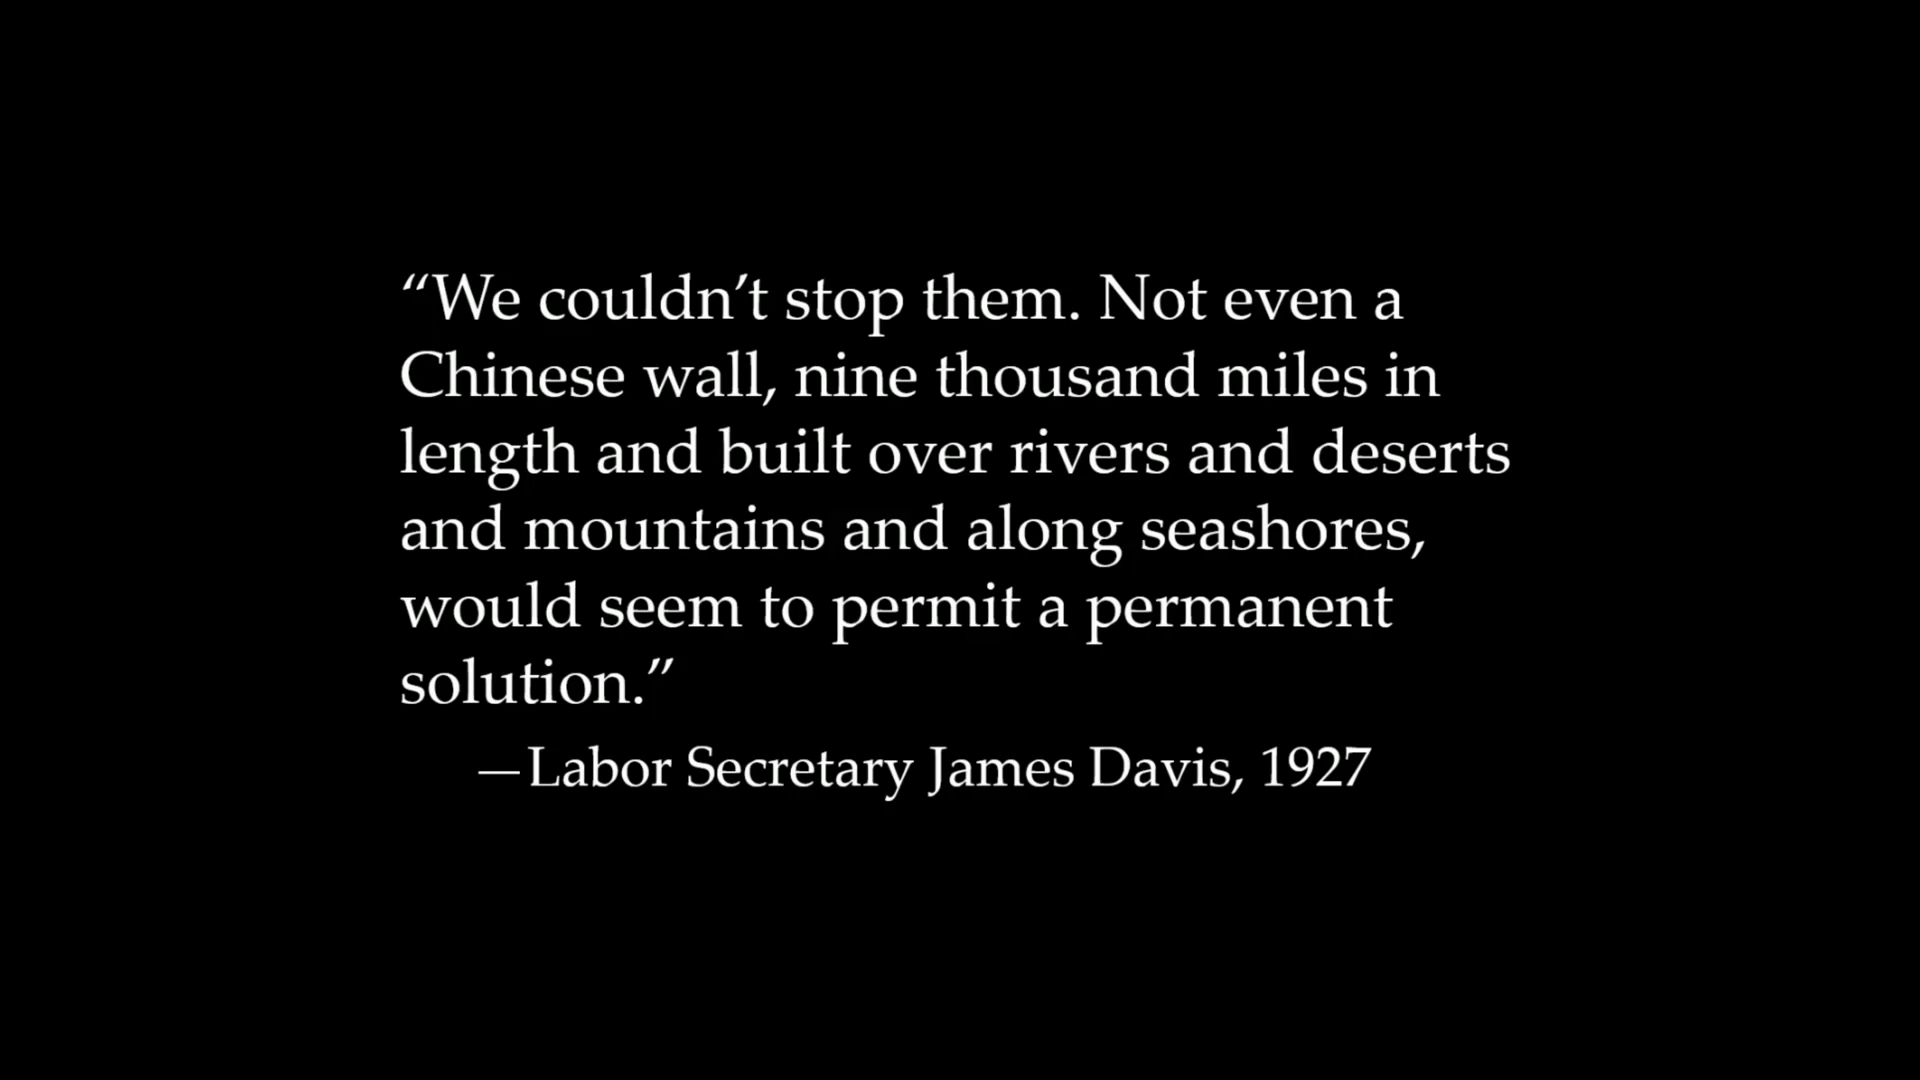 “We couldn’t stop them. Not even a
Chinese wall, nine thousand miles in
length and built over rivers and deserts
and mountains and along seashores,
would seem to permit a permanent
solution.”
—Labor Secretary James Davis, 1927